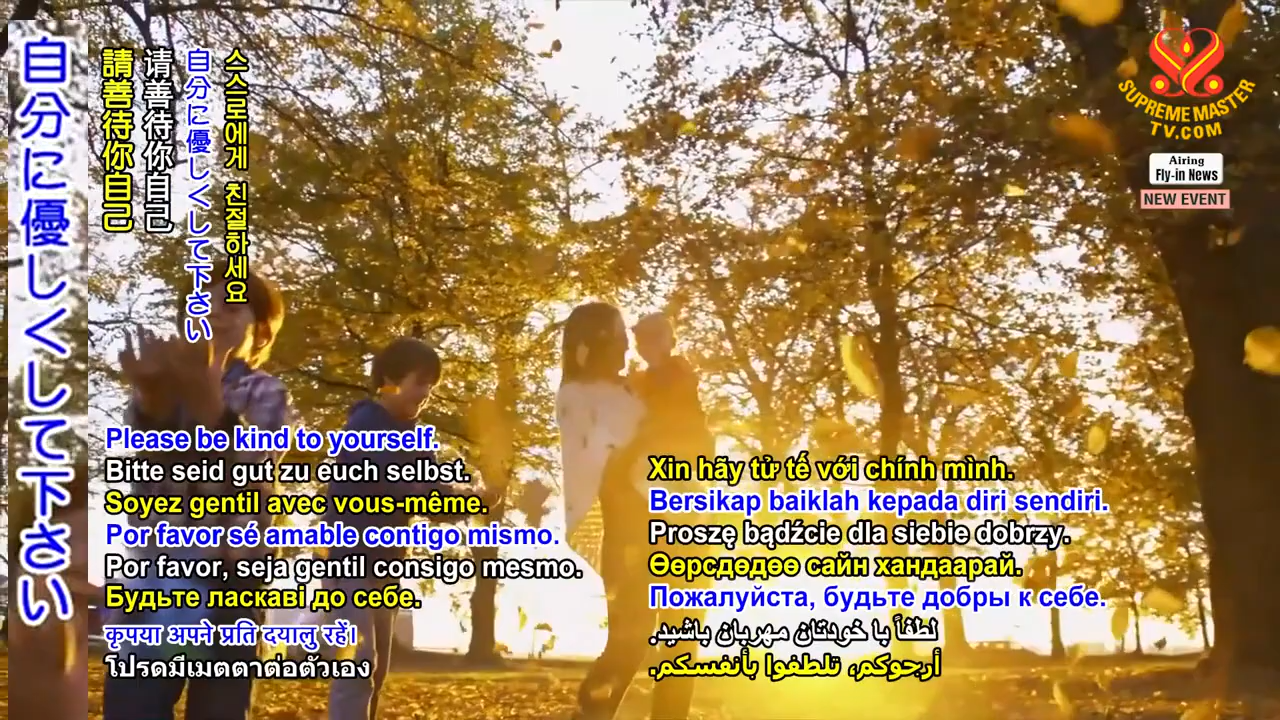 自分に優しくして下さい
請善待你自己
请善待你自己
自分に優しくして下さい
스스로에게 친절하세요
SUPREME MASTER
TV.COM
Airing
Fly-in News
NEW EVENT
Please be kind to yourself.
Bitte seid gut zu euch selbst.
Soyez gentil avec vous-même.
Por favor sé amable contigo mismo.
Por favor, seja gentil consigo mesmo.
Будьте ласкаві до себе.
कृपया अपने प्रति दयालु रहें।
โปรดมีเมตตาต่อตัวเอง
Xin hãy tử tế với chính mình.
Bersikap baiklah kepada diri sendiri.
Proszę bądźcie dla siebie dobrzy.
Өөрсдөдөө сайн хандаарай.
Пожалуйста, будьте добры к себе.
لطفاً با خودتان مهربان باشید.
أرجوكم، تلطفوا بأنفسكم.